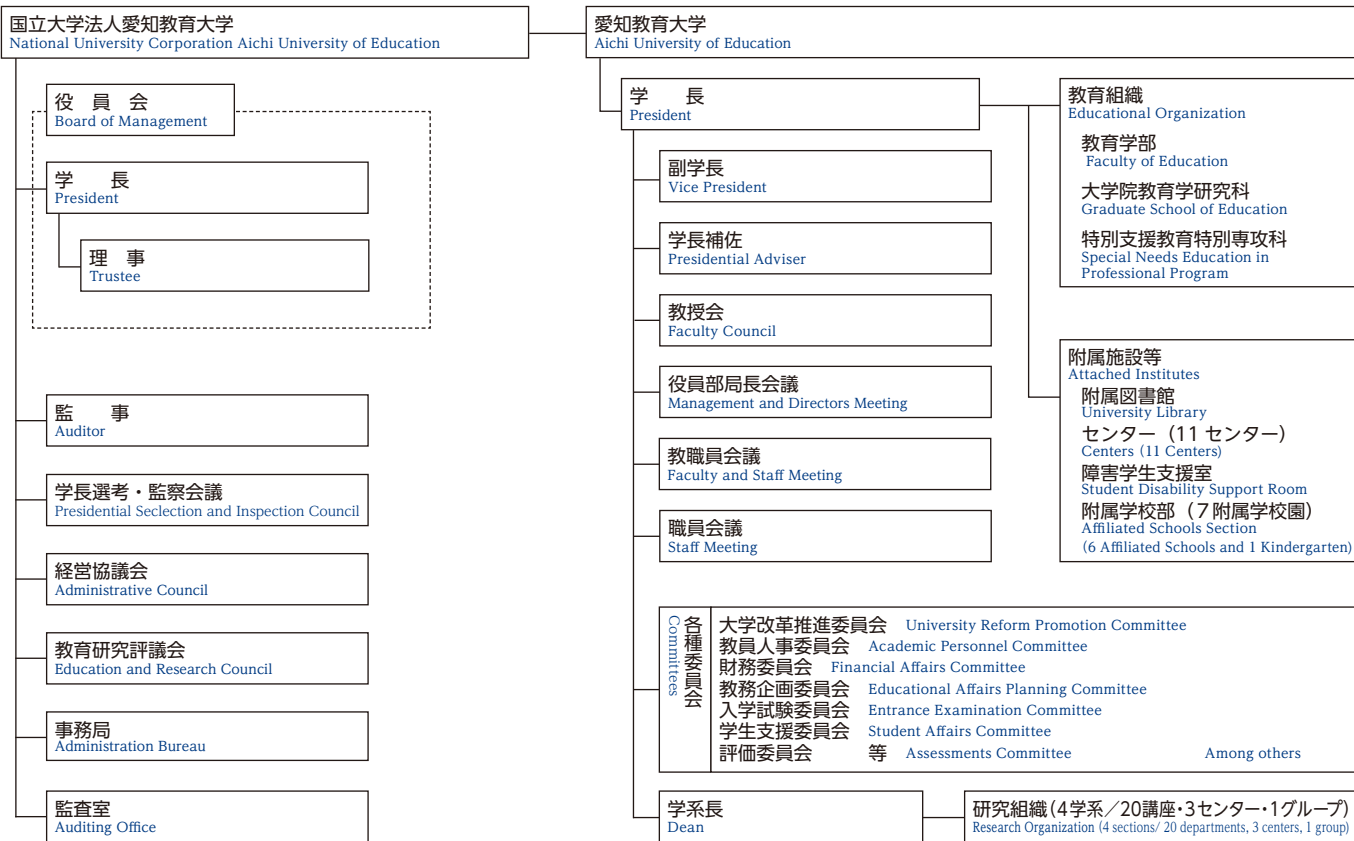 国立大学法人愛知教育大学
National University Corporation Aichi University of Education
役 員 会
Board of Management
学 長
President
理 事
Trustee
監 事
Auditor
学長選考・監察会議
Presidential Seclection and Inspection Council
経営協議会
Administrative Council
教育研究評議会
Education and Research Council
事務局
Administration Bureau
監査室
Auditing Office
愛知教育大学
Aichi University of Education
学 長
President
副学長
Vice President
学長補佐
Presidential Adviser
教授会
Faculty Council
役員部局長会議
Management and Directors Meeting
教職員会議
Faculty and Staff Meeting
職員会議
Staff Meeting
各種委員会
Committees
大学改革推進委員会 University Reform Promotion Committee
教員人事委員会 Academic Personnel Committee
財務委員会 Financial Affairs Committee
教務企画委員会 Educational Affairs Planning Committee
入学試験委員会 Entrance Examination Committee
学生支援委員会 Student Affairs Committee
評価委員会 等 Assessments Committee Among others
学系長
Dean
研究組織(4学系/20講座・3センター・1グループ)
Research Organization (4 sections/ 20 departments, 3 centers, 1 group)
教育組織
Educational Organization
教育学部
Faculty of Education
大学院教育学研究科
Graduate School of Education
特別支援教育特別専攻科
Special Needs Education in
Professional Program
附属施設等
Attached Institutes
附属図書館
University Library
センター(11 センター)
Centers (11 Centers)
障害学生支援室
Student Disability Support Room
附属学校部(7附属学校園)
Affiliated Schools Section
(6 Affiliated Schools and 1 Kindergarten)